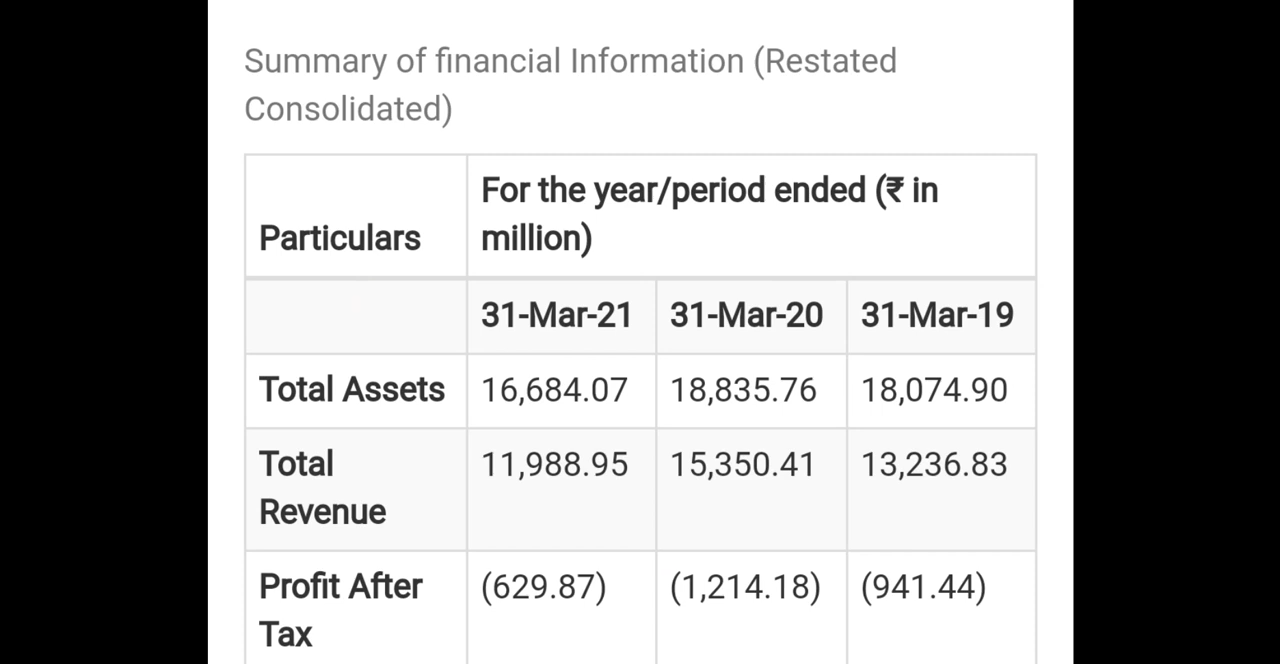 Summary of financial Information (Restated
Consolidated)
Particulars
For the year/period ended (₹ in
million)
31-Mar-21 31-Mar-20 31-Mar-19
Total Assets 16,684.07 18,835.76 18,074.90
Total
Revenue
11,988.95 15,350.41 13,236.83
Profit After
Tax
(629.87) (1,214.18) (941.44)